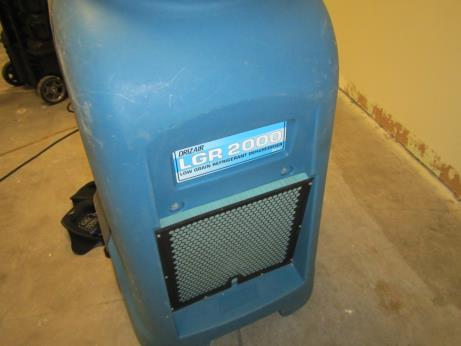 DRIZAIR
LGR 2000
LOW GRAIN REFRIGERANT DEHUMIDIFIER